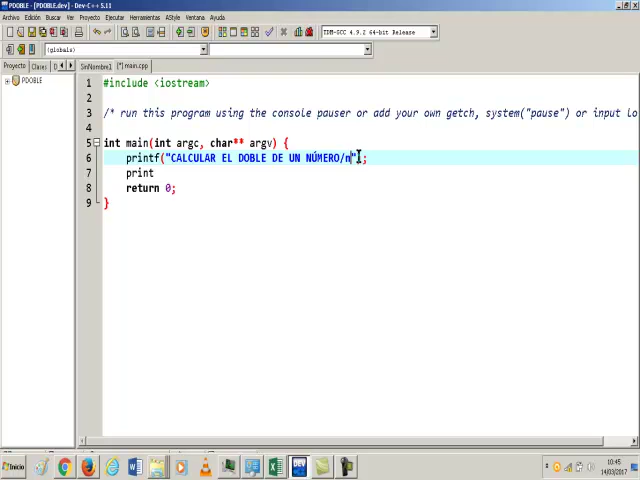 PDOBLE - [PDOBLE.dev] - Dev-C++ 5.11
Archivo Edición Buscar Ver Proyecto Ejecutar Herramientas AStyle Ventana Ayuda
TDM-GCC 4.9.2 64-bit Release
(globals)
Proyecto Clases D SinNombre1 [*] main.cpp
PDOBLE
1 #include <iostream>
2
3 /* run this program using the console pauser or add your own getch, system("pause") or input lo
4
5 int main(int argc, char** argv) {
6 printf("CALCULAR EL DOBLE DE UN NÚMERO/n");
7 print
8 return 0;
9 }
Inicio
DEV
ES
10:45
14/03/2017